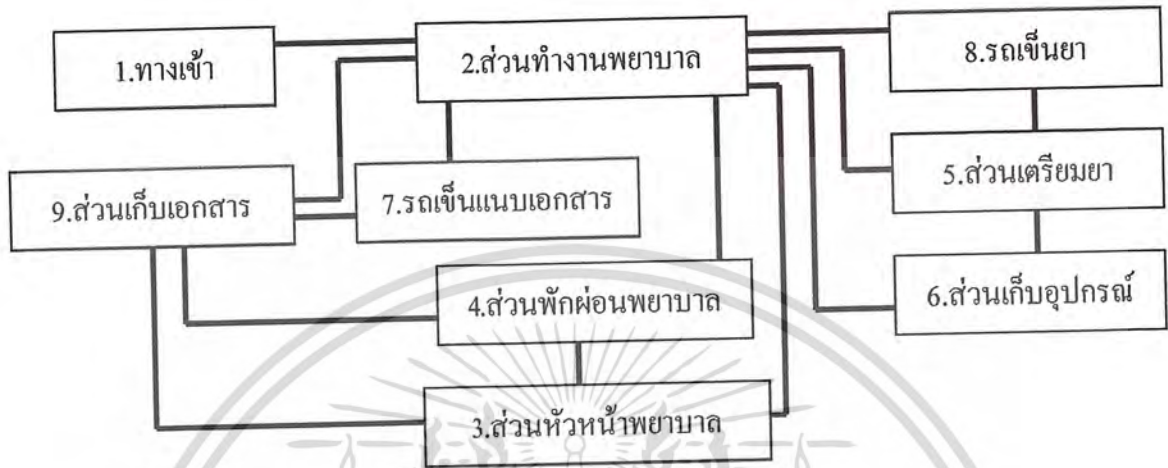 1.ทางเข้า
2.ส่วนทำงานพยาบาล
8.รถเข็นยา
9.ส่วนเก็บเอกสาร
7.รถเข็นแนบเอกสาร
5.ส่วนเตรียมยา
4.ส่วนพักผ่อนพยาบาล
6.ส่วนเก็บอุปกรณ์
3.ส่วนหัวหน้าพยาบาล